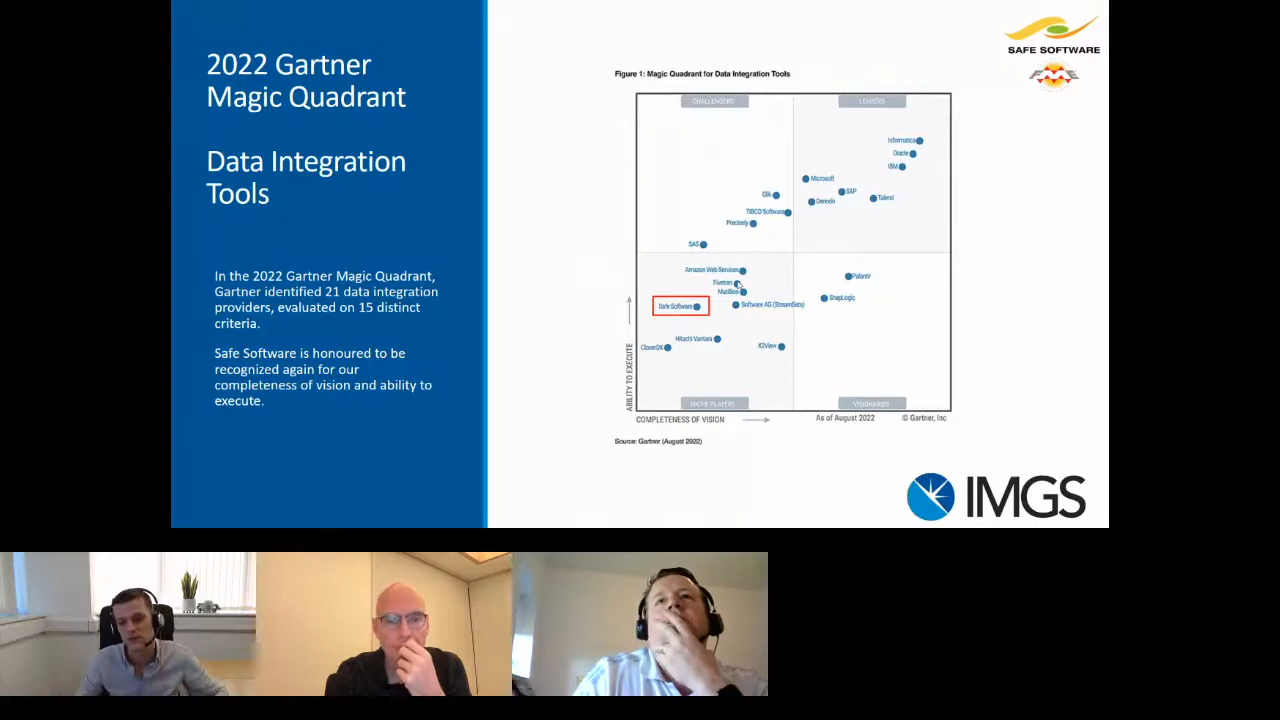 2022 Gartner
Magic Quadrant
Data Integration
Tools
In the 2022 Gartner Magic Quadrant,
Gartner identified 21 data integration
providers, evaluated on 15 distinct
criteria.
Safe Software is honoured to be
recognized again for our
completeness of vision and ability to
execute.
SAFE SOFTWARE
FME
Figure 1: Magic Quadrant for Data Integration Tools
CHALLENGERS
LEADERS
Informatica
Oracle
IBM
Microsoft
SAP
Talend
Denodo
Qlik
TIBCO Software
Precisely
SAS
Amazon Web Services
Fivetran
Matillion
Safe Software
Software AG (StreamSets)
Palantir
SnapLogic
Hitachi Vantara
CloverDX
K2View
NICHE PLAYERS
VISIONARIES
ABILITY TO EXECUTE
COMPLETENESS OF VISION
As of August 2022
© Gartner, Inc
Source: Gartner (August 2022)
IMGS